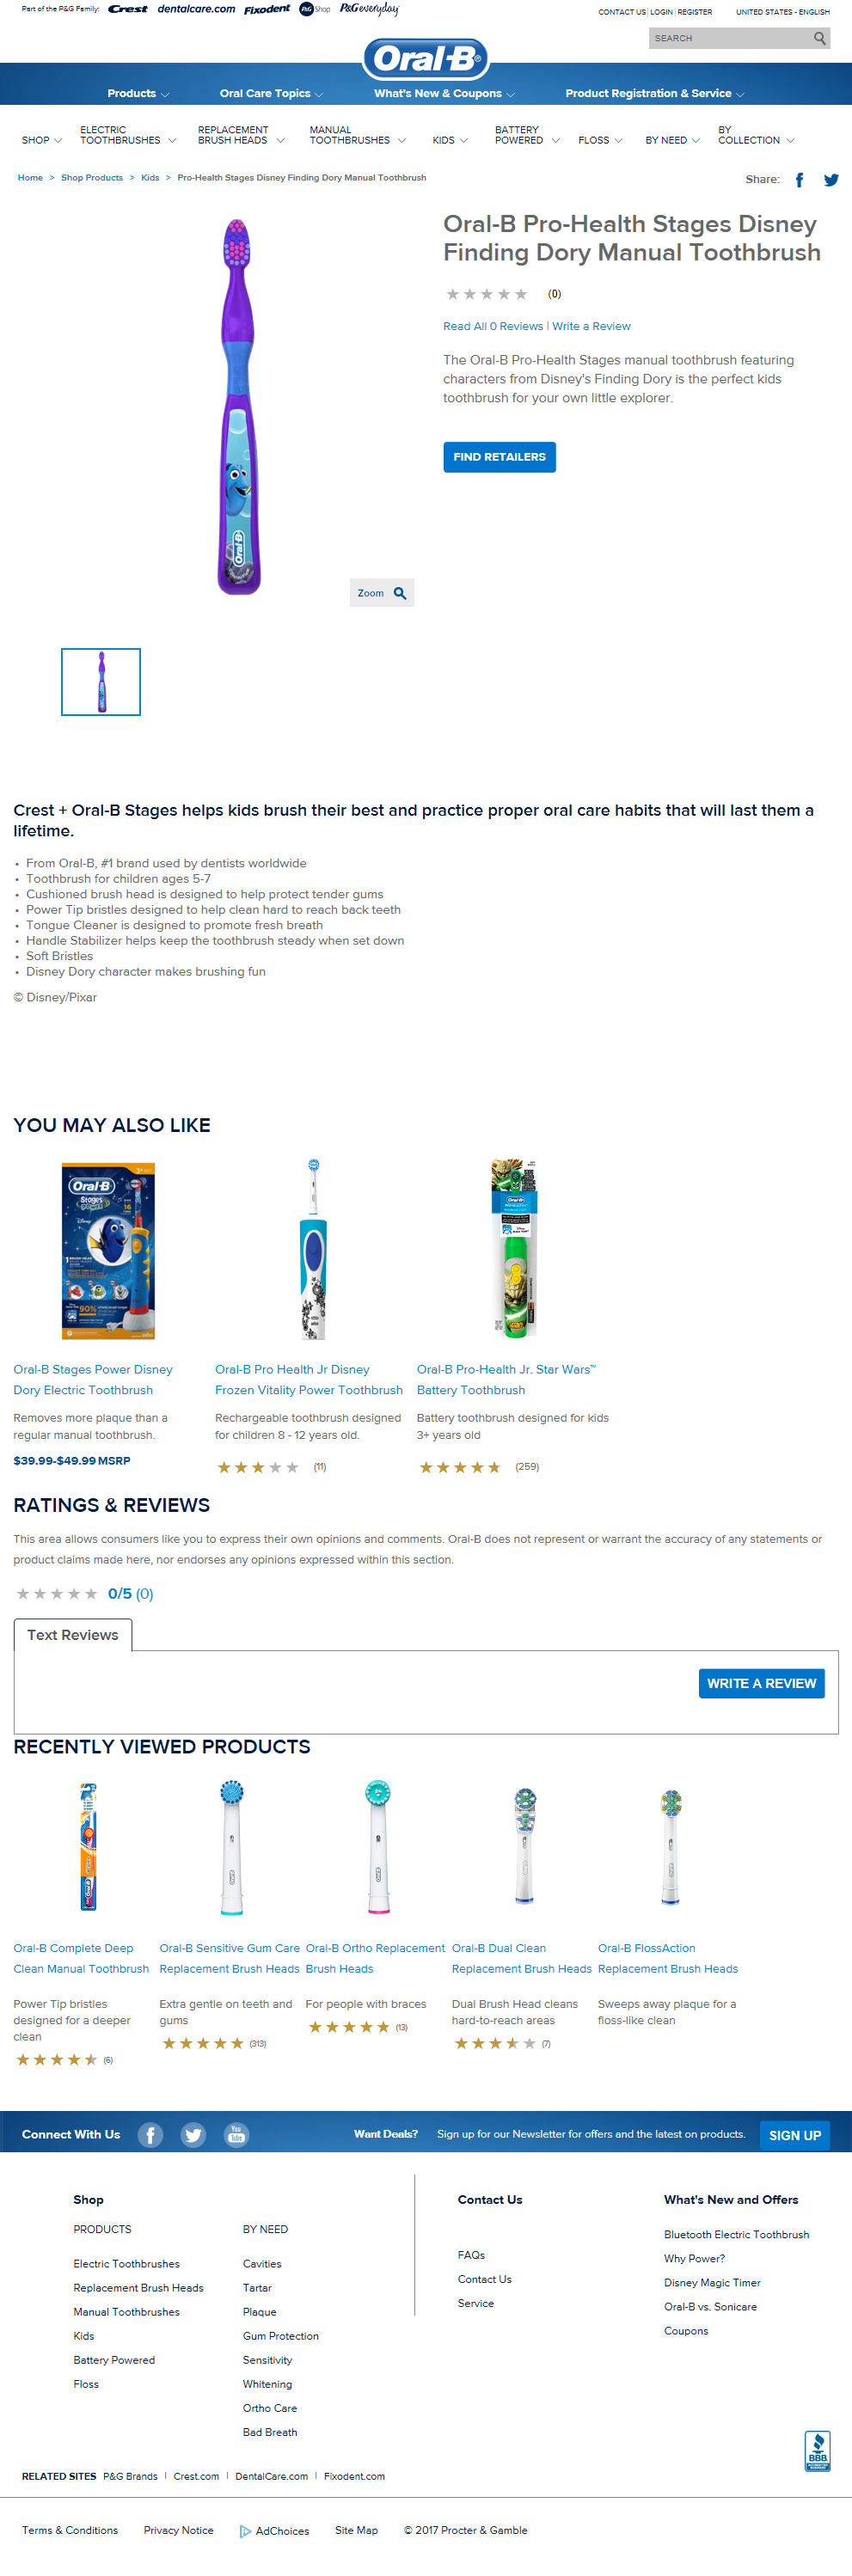 Part of the P&G Family: Crest dentalcare.com Fixodent P&G Shop P&Geveryday
CONTACT US | LOGIN | REGISTER UNITED STATES - ENGLISH
SEARCH
Oral-B®
Products Oral Care Topics What's New & Coupons Product Registration & Service
SHOP ELECTRIC TOOTHBRUSHES REPLACEMENT BRUSH HEADS MANUAL TOOTHBRUSHES KIDS BATTERY POWERED FLOSS BY NEED BY COLLECTION
Home > Shop Products > Kids > Pro-Health Stages Disney Finding Dory Manual Toothbrush
Share:
Oral-B Pro-Health Stages Disney
Finding Dory Manual Toothbrush
(0)
Read All 0 Reviews | Write a Review
The Oral-B Pro-Health Stages manual toothbrush featuring
characters from Disney's Finding Dory is the perfect kids
toothbrush for your own little explorer.
FIND RETAILERS
Oral-B
Zoom
Crest + Oral-B Stages helps kids brush their best and practice proper oral care habits that will last them a
lifetime.
• From Oral-B, #1 brand used by dentists worldwide
• Toothbrush for children ages 5-7
• Cushioned brush head is designed to help protect tender gums
• Power Tip bristles designed to help clean hard to reach back teeth
• Tongue Cleaner is designed to promote fresh breath
• Handle Stabilizer helps keep the toothbrush steady when set down
• Soft Bristles
• Disney Dory character makes brushing fun
© Disney/Pixar
YOU MAY ALSO LIKE
Oral-B
Stages
90%
Oral-B Stages Power Disney
Dory Electric Toothbrush
Removes more plaque than a
regular manual toothbrush.
$39.99-$49.99 MSRP
Oral-B Pro Health Jr Disney
Frozen Vitality Power Toothbrush
Rechargeable toothbrush designed
for children 8 - 12 years old.
(11)
Oral-B Pro-Health Jr. Star Wars™
Battery Toothbrush
Battery toothbrush designed for kids
3+ years old
(259)
RATINGS & REVIEWS
This area allows consumers like you to express their own opinions and comments. Oral-B does not represent or warrant the accuracy of any statements or
product claims made here, nor endorses any opinions expressed within this section.
0/5 (0)
Text Reviews
WRITE A REVIEW
RECENTLY VIEWED PRODUCTS
Oral-B Complete Deep
Clean Manual Toothbrush
Power Tip bristles
designed for a deeper
clean
(6)
Oral-B Sensitive Gum Care
Replacement Brush Heads
Extra gentle on teeth and
gums
(313)
Oral-B Ortho Replacement
Brush Heads
For people with braces
(13)
Oral-B Dual Clean
Replacement Brush Heads
Dual Brush Head cleans
hard-to-reach areas
(7)
Oral-B FlossAction
Replacement Brush Heads
Sweeps away plaque for a
floss-like clean
Connect With Us You Tube Want Deals? Sign up for our Newsletter for offers and the latest on products. SIGN UP
Shop
PRODUCTS
Electric Toothbrushes
Replacement Brush Heads
Manual Toothbrushes
Kids
Battery Powered
Floss
BY NEED
Cavities
Tartar
Plaque
Gum Protection
Sensitivity
Whitening
Ortho Care
Bad Breath
Contact Us
FAQs
Contact Us
Service
What's New and Offers
Bluetooth Electric Toothbrush
Why Power?
Disney Magic Timer
Oral-B vs. Sonicare
Coupons
BBB
RELATED SITES P&G Brands | Crest.com | DentalCare.com | Fixodent.com
Terms & Conditions Privacy Notice AdChoices Site Map © 2017 Procter & Gamble